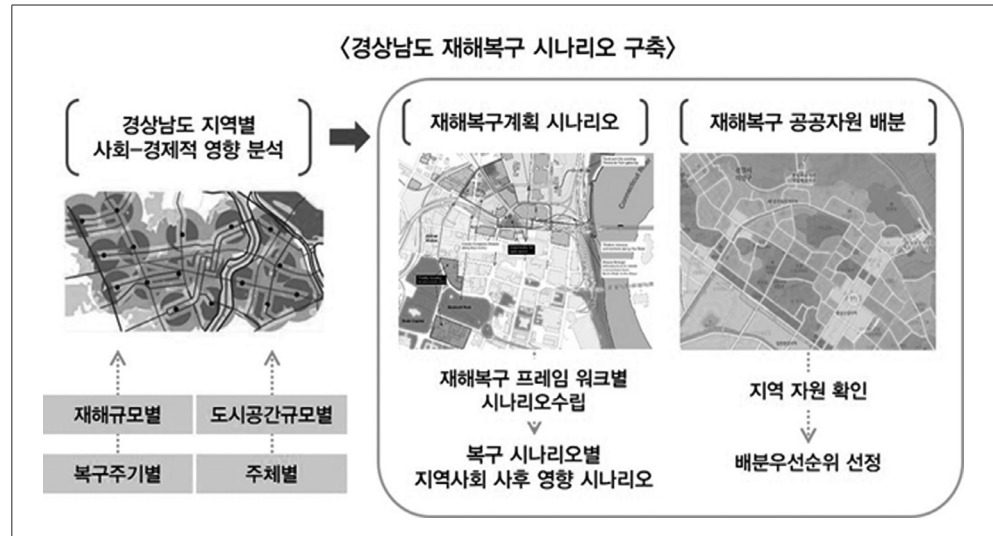 <경상남도 재해복구 시나리오 구축>
경상남도 지역별
사회-경제적 영향 분석
재해복구계획 시나리오
재해복구 공공자원 배분
재해규모별
도시공간규모별
복구주기별
주체별
재해복구 프레임 워크별
시나리오수립
복구 시나리오별
지역사회 사후 영향 시나리오
지역 자원 확인
배분우선순위 선정